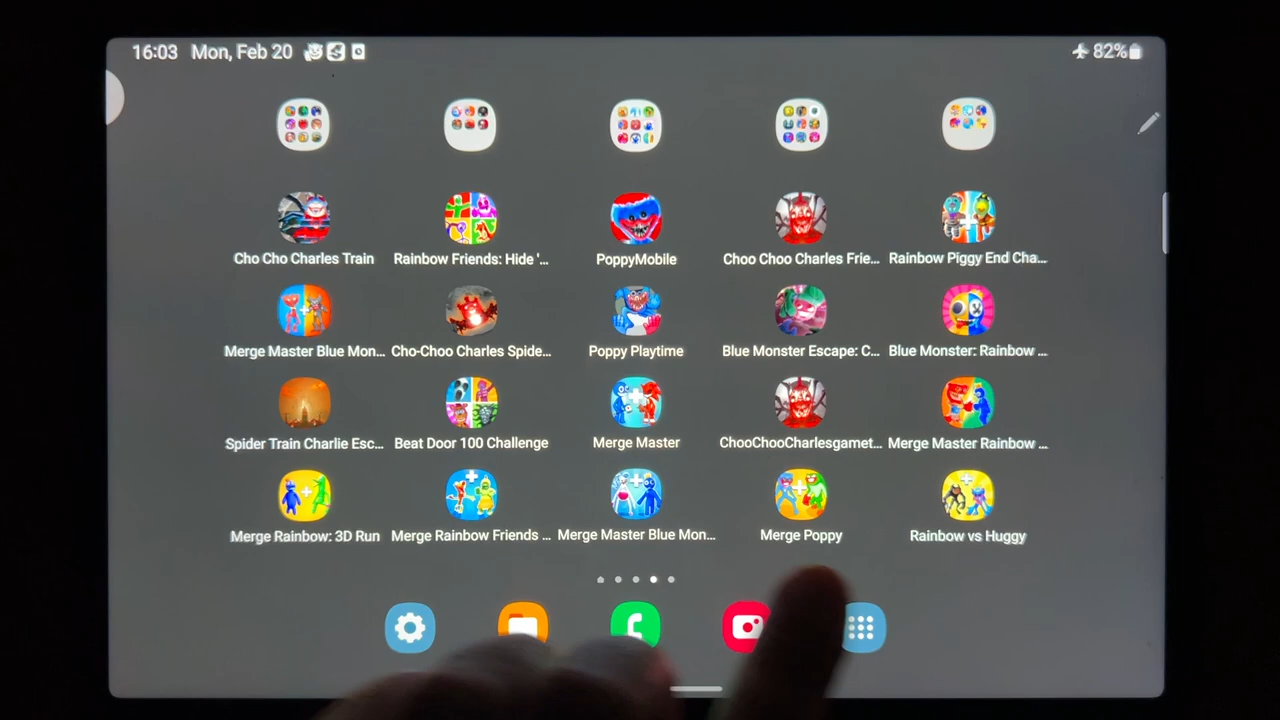 16:03 Mon, Feb 20 82%
Cho Cho Charles Train Rainbow Friends: Hide '... PoppyMobile Choo Choo Charles Frie... Rainbow Piggy End Cha...
Merge Master Blue Mon... Cho-Choo Charles Spide... Poppy Playtime Blue Monster Escape: C... Blue Monster: Rainbow ...
Spider Train Charlie Esc... Beat Door 100 Challenge Merge Master ChooChooCharlesgamet... Merge Master Rainbow ...
Merge Rainbow: 3D Run Merge Rainbow Friends ... Merge Master Blue Mon... Merge Poppy Rainbow vs Huggy